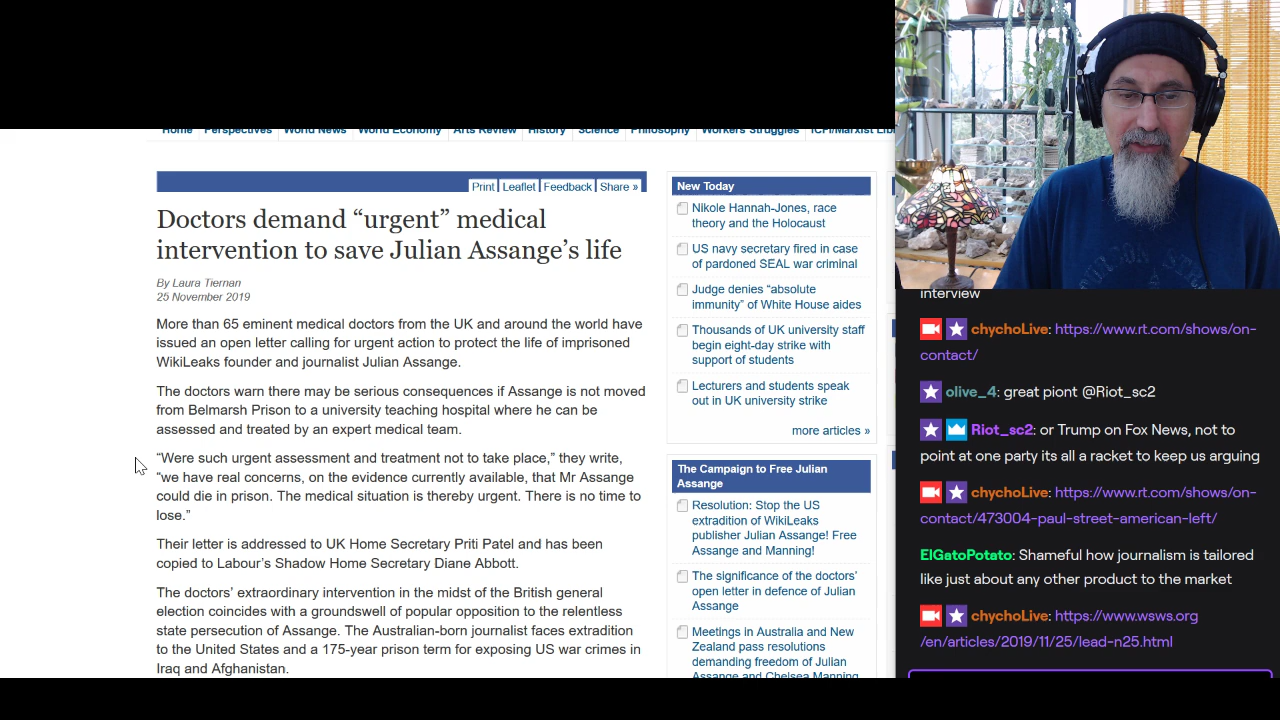 Home Perspectives World News World Economy Arts Review History Science Philosophy Workers Struggles ICFI/Marxist Lib
Print Leaflet Feedback Share »
Doctors demand “urgent” medical
intervention to save Julian Assange’s life
By Laura Tiernan
25 November 2019
More than 65 eminent medical doctors from the UK and around the world have
issued an open letter calling for urgent action to protect the life of imprisoned
WikiLeaks founder and journalist Julian Assange.
The doctors warn there may be serious consequences if Assange is not moved
from Belmarsh Prison to a university teaching hospital where he can be
assessed and treated by an expert medical team.
“Were such urgent assessment and treatment not to take place,” they write,
“we have real concerns, on the evidence currently available, that Mr Assange
could die in prison. The medical situation is thereby urgent. There is no time to
lose.”
Their letter is addressed to UK Home Secretary Priti Patel and has been
copied to Labour’s Shadow Home Secretary Diane Abbott.
The doctors’ extraordinary intervention in the midst of the British general
election coincides with a groundswell of popular opposition to the relentless
state persecution of Assange. The Australian-born journalist faces extradition
to the United States and a 175-year prison term for exposing US war crimes in
Iraq and Afghanistan.
New Today
Nikole Hannah-Jones, race
theory and the Holocaust
US navy secretary fired in case
of pardoned SEAL war criminal
Judge denies “absolute
immunity” of White House aides
Thousands of UK university staff
begin eight-day strike with
support of students
Lecturers and students speak
out in UK university strike
more articles »
The Campaign to Free Julian
Assange
Resolution: Stop the US
extradition of WikiLeaks
publisher Julian Assange! Free
Assange and Manning!
The significance of the doctors’
open letter in defence of Julian
Assange
Meetings in Australia and New
Zealand pass resolutions
demanding freedom of Julian
Assange and Chelsea Manning
interview
chychoLive: https://www.rt.com/shows/on-
contact/
olive_4: great piont @Riot_sc2
Riot_sc2: or Trump on Fox News, not to
point at one party its all a racket to keep us arguing
chychoLive: https://www.rt.com/shows/on-
contact/473004-paul-street-american-left/
ElGatoPotato: Shameful how journalism is tailored
like just about any other product to the market
chychoLive: https://www.wsws.org
/en/articles/2019/11/25/lead-n25.html